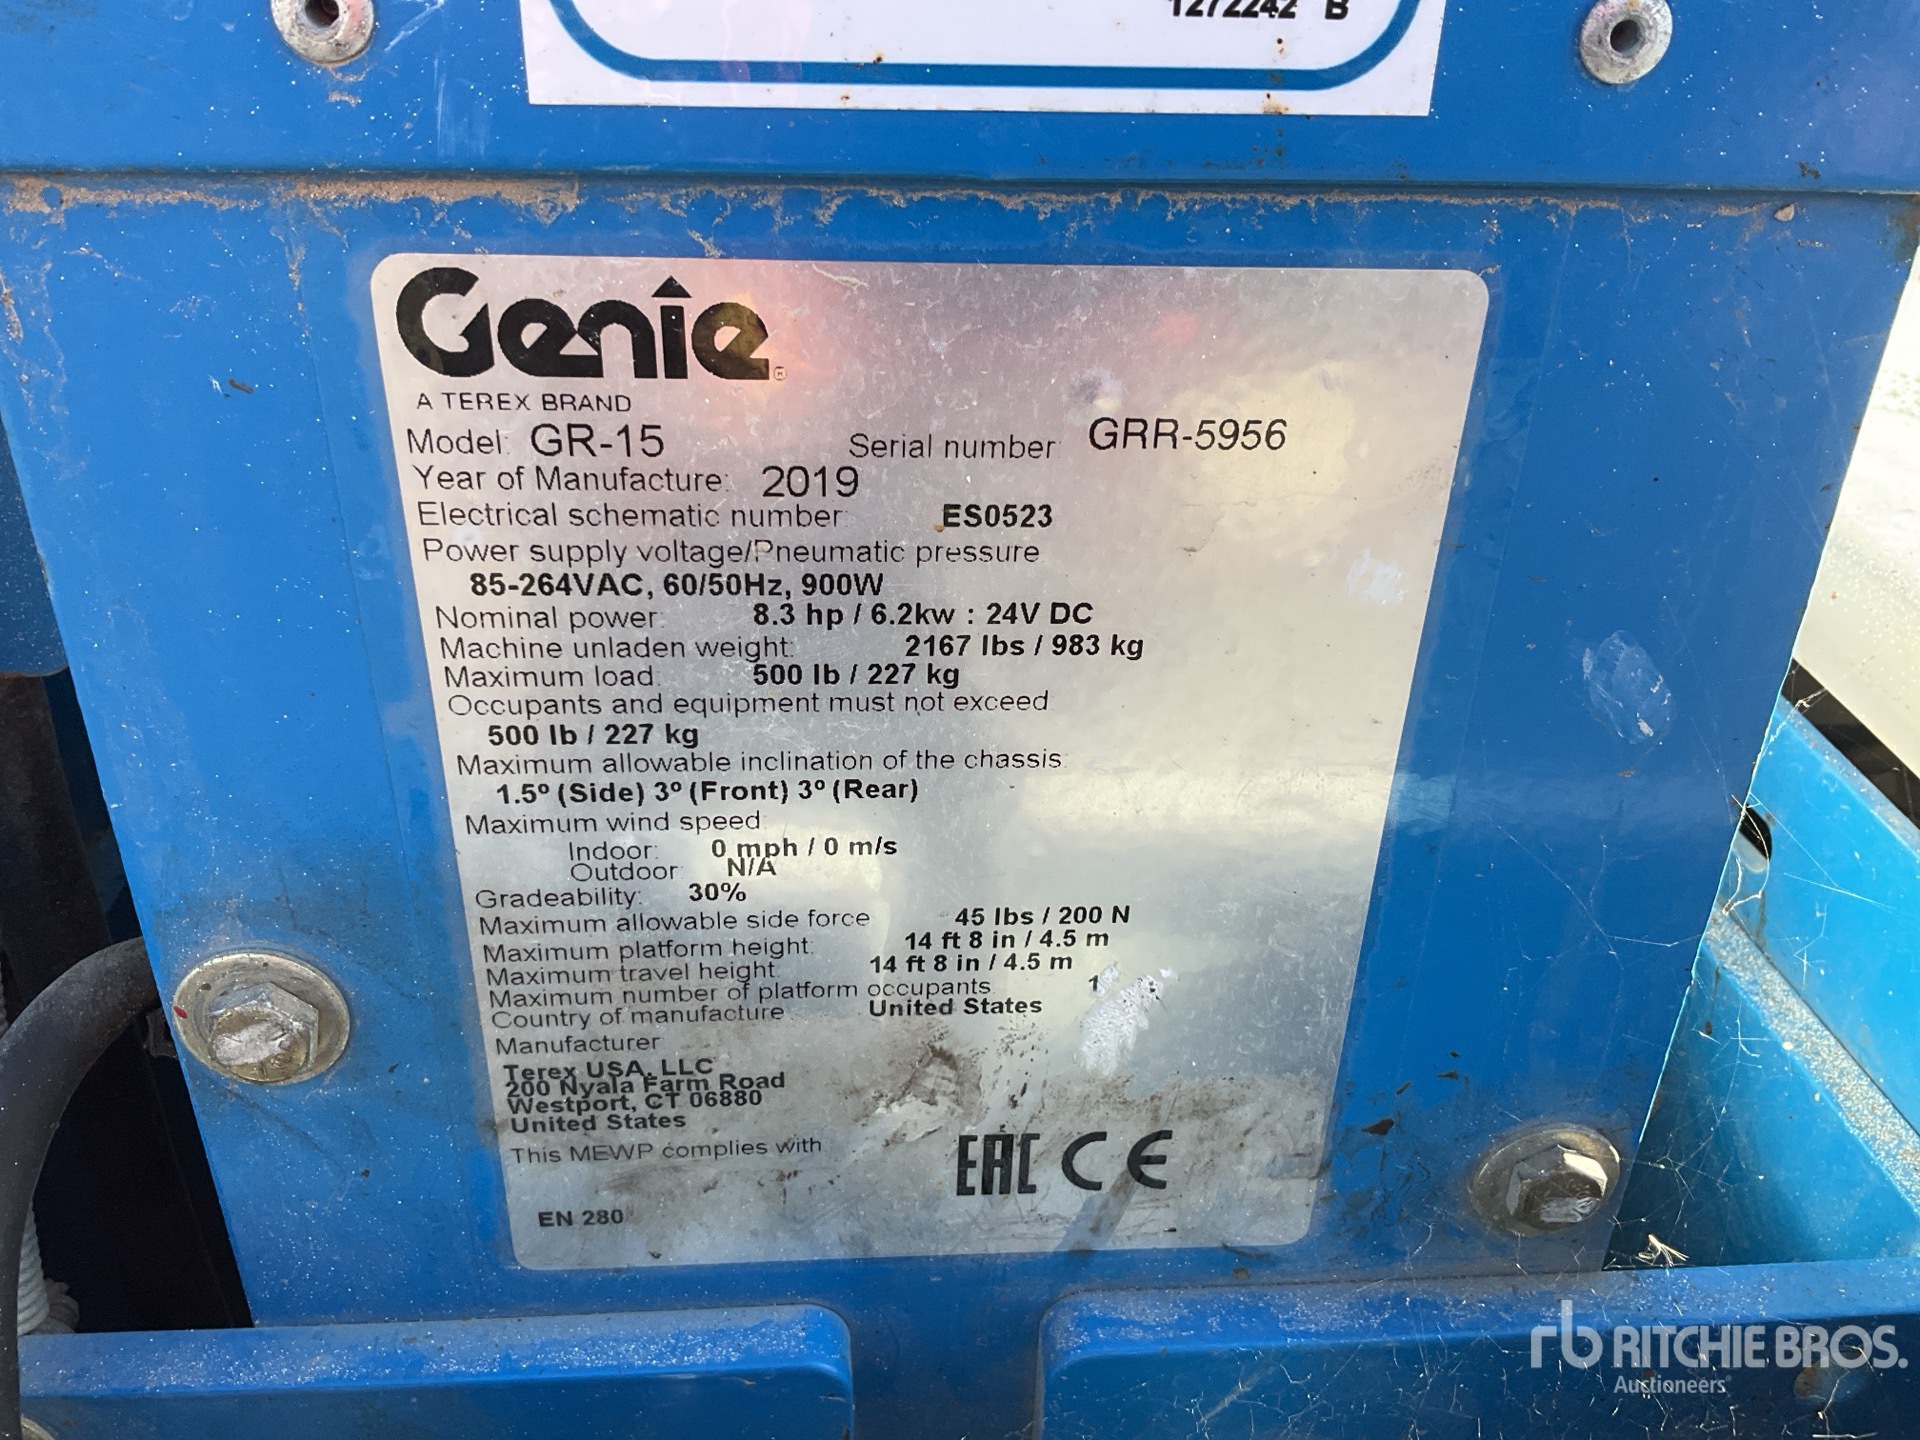 1272242 B
Genie®
A TEREX BRAND
Model: GR-15 Serial number: GRR-5956
Year of Manufacture: 2019
Electrical schematic number: ES0523
Power supply voltage/Pneumatic pressure
85-264VAC, 60/50Hz, 900W
Nominal power: 8.3 hp / 6.2kw : 24V DC
Machine unladen weight: 2167 lbs / 983 kg
Maximum load: 500 lb / 227 kg
Occupants and equipment must not exceed
500 lb / 227 kg
Maximum allowable inclination of the chassis:
1.5º (Side) 3º (Front) 3º (Rear)
Maximum wind speed:
Indoor: 0 mph / 0 m/s
Outdoor: N/A
Gradeability: 30%
Maximum allowable side force 45 lbs / 200 N
Maximum platform height: 14 ft 8 in / 4.5 m
Maximum travel height: 14 ft 8 in / 4.5 m
Maximum number of platform occupants: 1
Country of manufacture United States
Manufacturer
Terex USA, LLC
200 Nyala Farm Road
Westport, CT 06880
United States
This MEWP complies with
EAC CE
EN 280
rb RITCHIE BROS.
Auctioneers